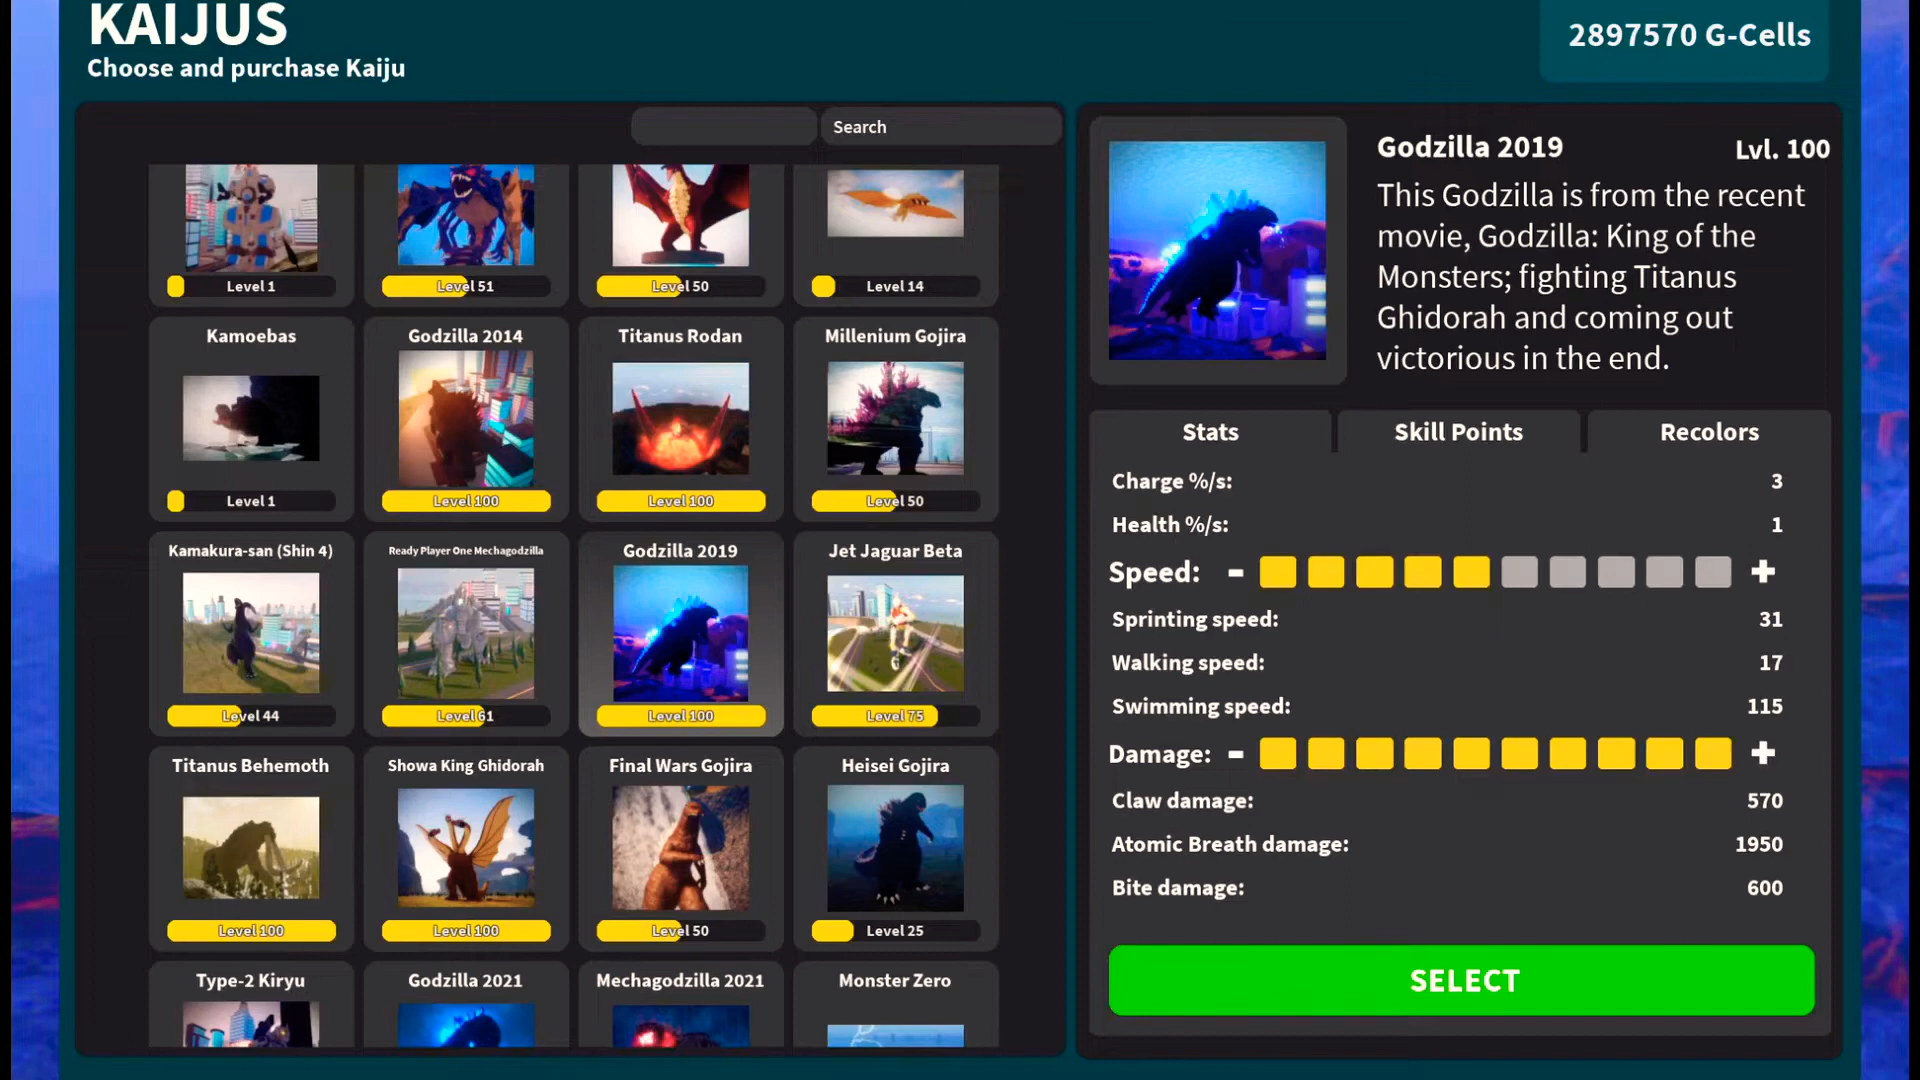 KAIJUS
Choose and purchase Kaiju
2897570 G-Cells
Search
Level 1
Level 51
Level 50
Level 14
Kamoebas
Godzilla 2014
Titanus Rodan
Millenium Gojira
Level 1
Level 100
Level 100
Level 50
Kamakura-san (Shin 4)
Ready Player One Mechagodzilla
Godzilla 2019
Jet Jaguar Beta
Level 44
Level 61
Level 100
Level 75
Titanus Behemoth
Showa King Ghidorah
Final Wars Gojira
Heisei Gojira
Level 100
Level 100
Level 50
Level 25
Type-2 Kiryu
Godzilla 2021
Mechagodzilla 2021
Monster Zero
Godzilla 2019
Lvl. 100
This Godzilla is from the recent
movie, Godzilla: King of the
Monsters; fighting Titanus
Ghidorah and coming out
victorious in the end.
Stats
Skill Points
Recolors
Charge %/s: 3
Health %/s: 1
Speed: - +
Sprinting speed: 31
Walking speed: 17
Swimming speed: 115
Damage: - +
Claw damage: 570
Atomic Breath damage: 1950
Bite damage: 600
SELECT